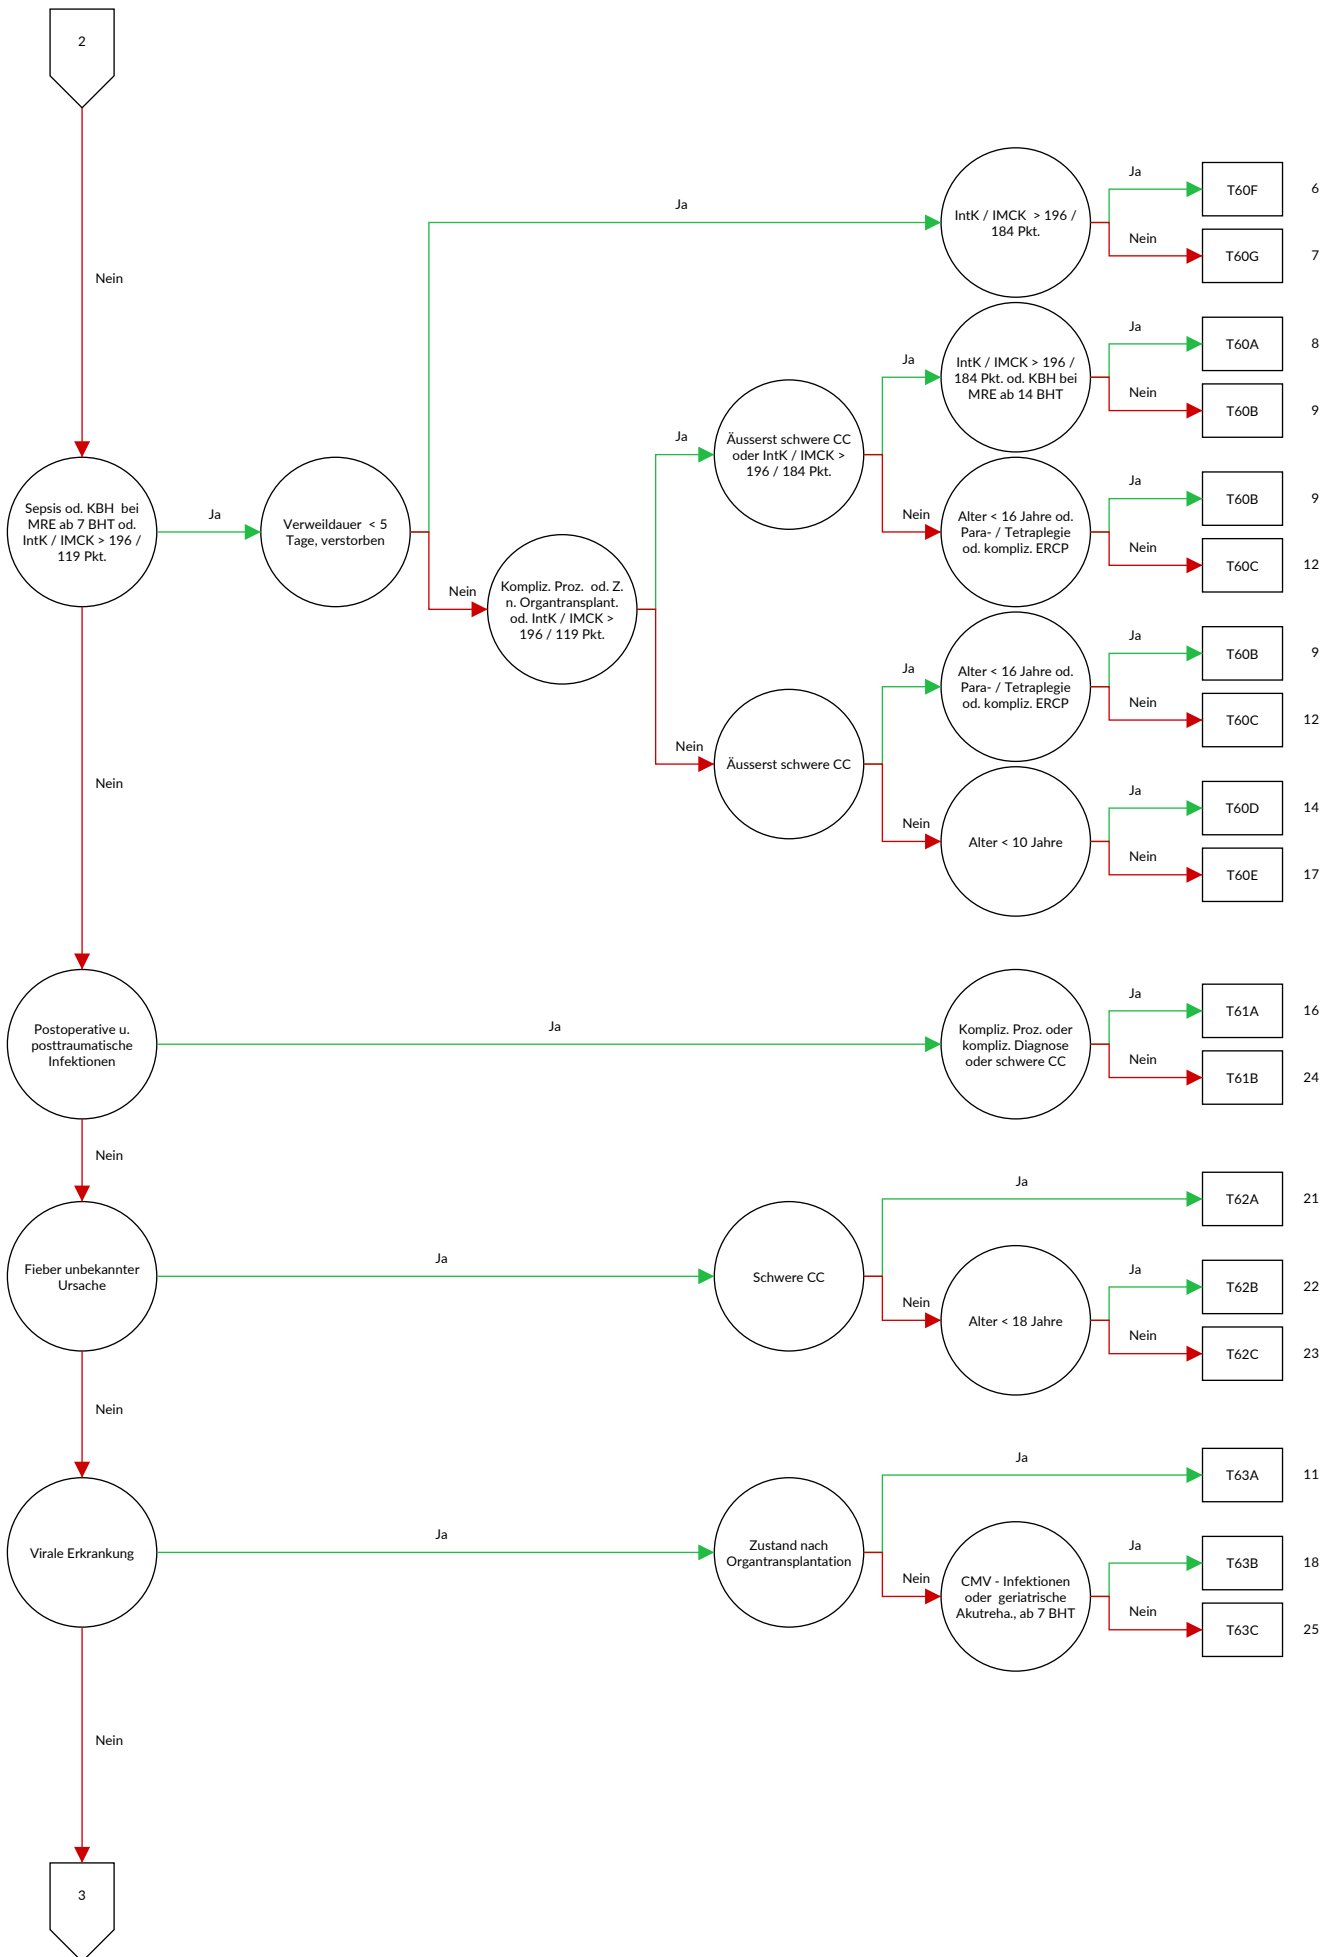 2
Nein
Ja
IntK / IMCK > 196 /
184 Pkt.
Ja
T60F
6
Nein
T60G
7
Ja
IntK / IMCK > 196 /
184 Pkt. od. KBH bei
MRE ab 14 BHT
Ja
T60A
8
Nein
T60B
9
Ja
Äusserst schwere CC
oder IntK / IMCK >
196 / 184 Pkt.
Sepsis od. KBH bei
MRE ab 7 BHT od.
IntK / IMCK > 196 /
119 Pkt.
Ja
Verweildauer < 5
Tage, verstorben
Nein
Alter < 16 Jahre od.
Para- / Tetraplegie
od. kompliz. ERCP
Ja
T60B
9
Nein
T60C
12
Nein
Kompliz. Proz. od. Z.
n. Organtransplant.
od. IntK / IMCK >
196 / 119 Pkt.
Ja
Alter < 16 Jahre od.
Para- / Tetraplegie
od. kompliz. ERCP
Ja
T60B
9
Nein
T60C
12
Nein
Äusserst schwere CC
Nein
Nein
Alter < 10 Jahre
Ja
T60D
14
Nein
T60E
17
Postoperative u.
posttraumatische
Infektionen
Ja
Kompliz. Proz. oder
kompliz. Diagnose
oder schwere CC
Ja
T61A
16
Nein
T61B
24
Nein
Fieber unbekannter
Ursache
Ja
Schwere CC
Ja
T62A
21
Nein
Alter < 18 Jahre
Ja
T62B
22
Nein
T62C
23
Nein
Virale Erkrankung
Ja
Zustand nach
Organtransplantation
Ja
T63A
11
Nein
CMV - Infektionen
oder geriatrische
Akutreha., ab 7 BHT
Ja
T63B
18
Nein
T63C
25
Nein
3